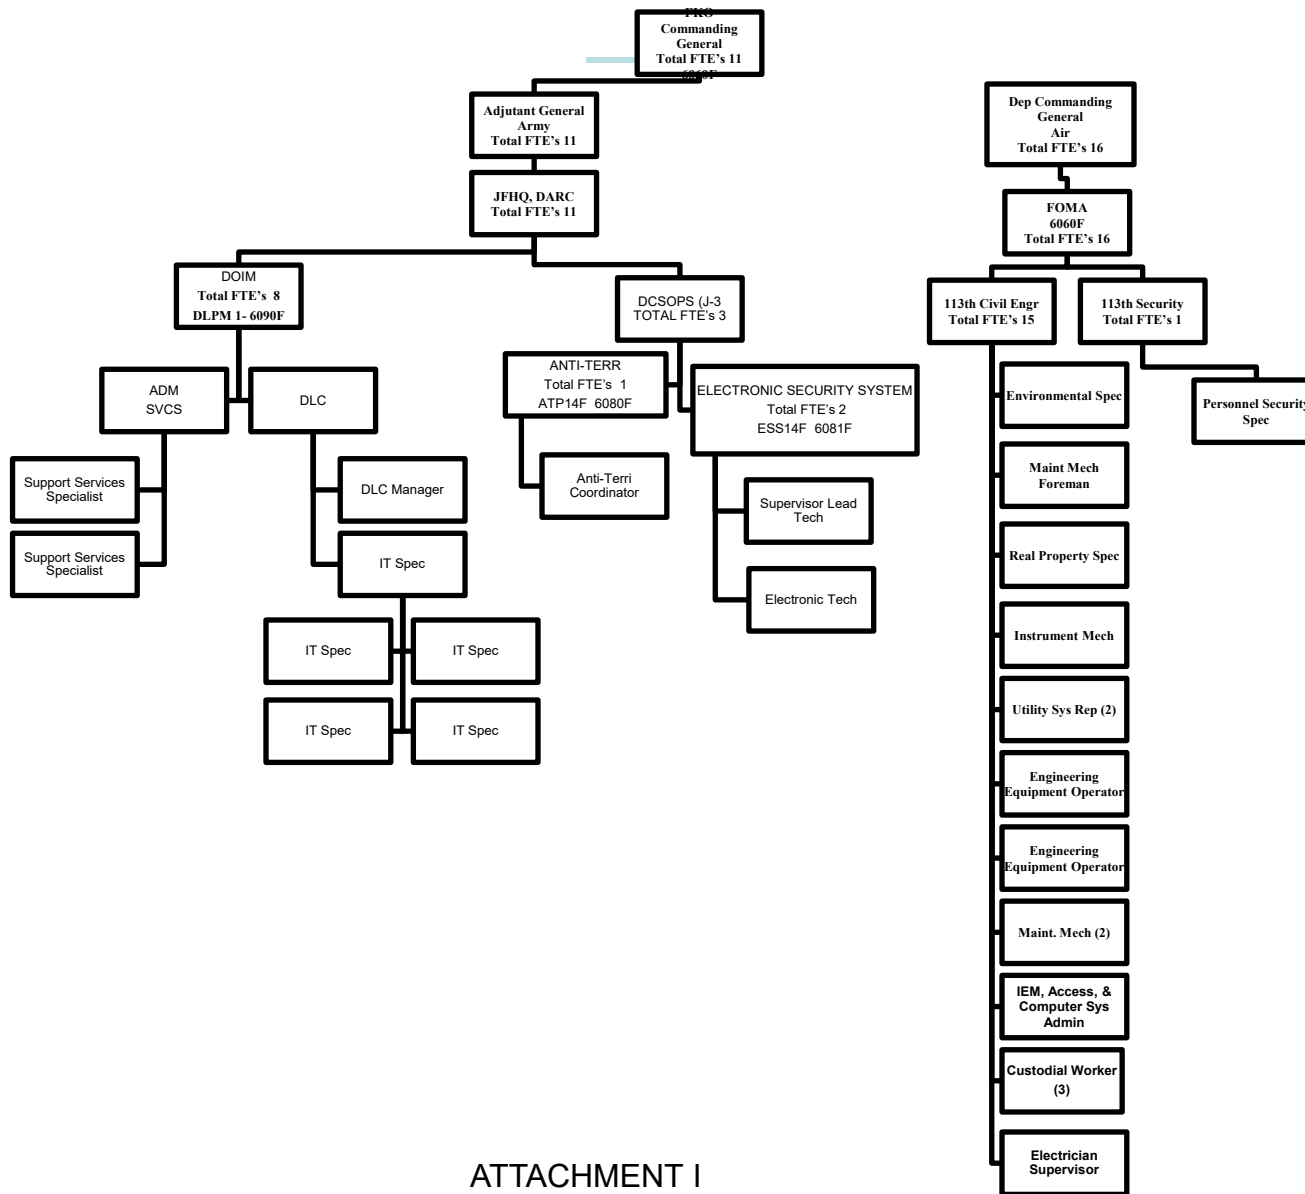 FKO
Commanding
General
Total FTE's 11
6060F
Adjutant General
Army
Total FTE's 11
JFHQ, DARC
Total FTE's 11
DOIM
Total FTE's 8
DLPM 1- 6090F
ADM
SVCS
DLC
Support Services
Specialist
Support Services
Specialist
DLC Manager
IT Spec
IT Spec
IT Spec
IT Spec
IT Spec
DCSOPS (J-3
TOTAL FTE's 3
ANTI-TERR
Total FTE's 1
ATP14F 6080F
Anti-Terri
Coordinator
ELECTRONIC SECURITY SYSTEM
Total FTE's 2
ESS14F 6081F
Supervisor Lead
Tech
Electronic Tech
Dep Commanding
General
Air
Total FTE's 16
FOMA
6060F
Total FTE's 16
113th Civil Engr
Total FTE's 15
113th Security
Total FTE's 1
Environmental Spec
Maint Mech
Foreman
Real Property Spec
Instrument Mech
Utility Sys Rep (2)
Engineering
Equipment Operator
Engineering
Equipment Operator
Maint. Mech (2)
IEM, Access, &
Computer Sys
Admin
Custodial Worker
(3)
Electrician
Supervisor
Personnel Security
Spec
ATTACHMENT I